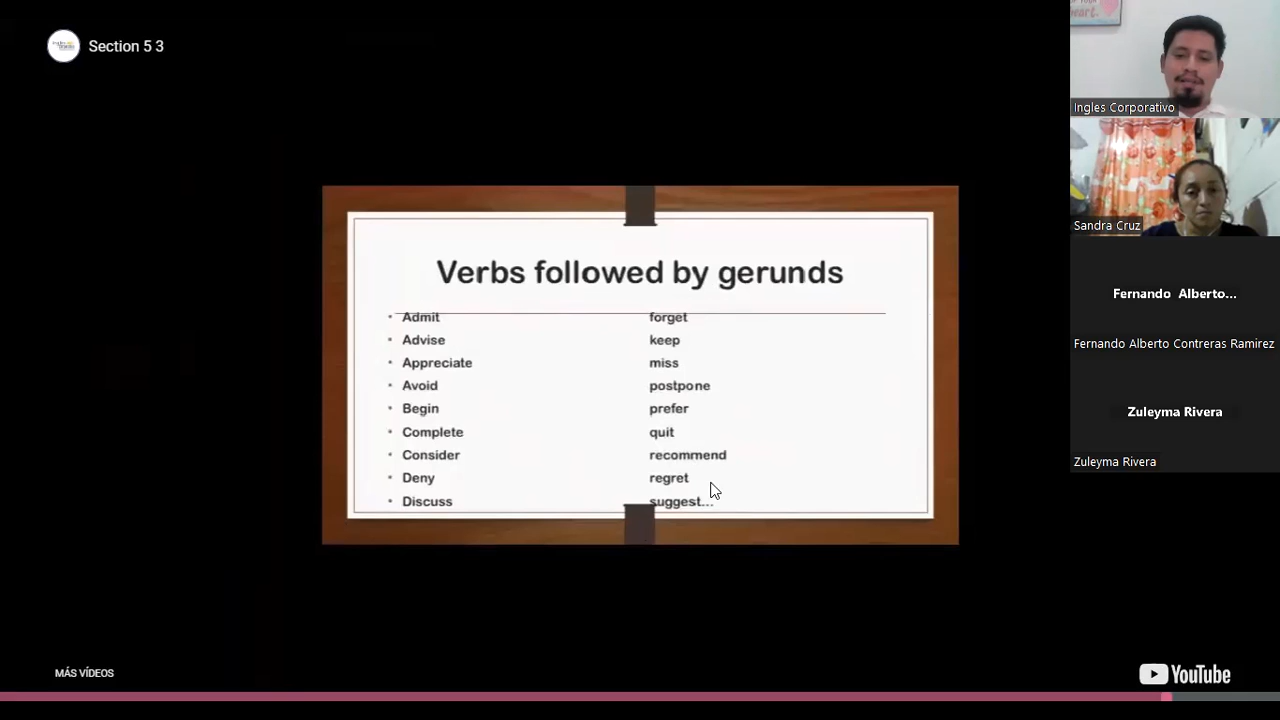 Section 5 3
Verbs followed by gerunds
• Admit
• Advise
• Appreciate
• Avoid
• Begin
• Complete
• Consider
• Deny
• Discuss
forget
keep
miss
postpone
prefer
quit
recommend
regret
suggest...
MÁS VÍDEOS
YouTube
heart.
Ingles Corporativo
Sandra Cruz
Fernando Alberto...
Fernando Alberto Contreras Ramirez
Zuleyma Rivera
Zuleyma Rivera